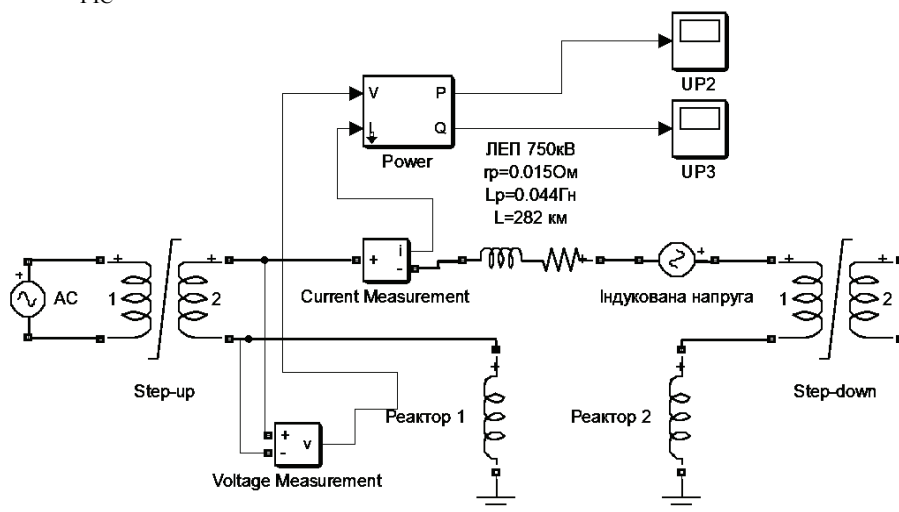 V
P
UP2
I
Q
Power
UP3
ЛЕП 750кВ
rp=0.015Ом
Lp=0.044Гн
L=282 км
+
+
+
+
i
-
+
-
+
+
+
AC
1
2
Current Measurement
Індукована напруга
1
2
Step-up
+
+
Step-down
Реактор 1
Реактор 2
+
-
v
Voltage Measurement